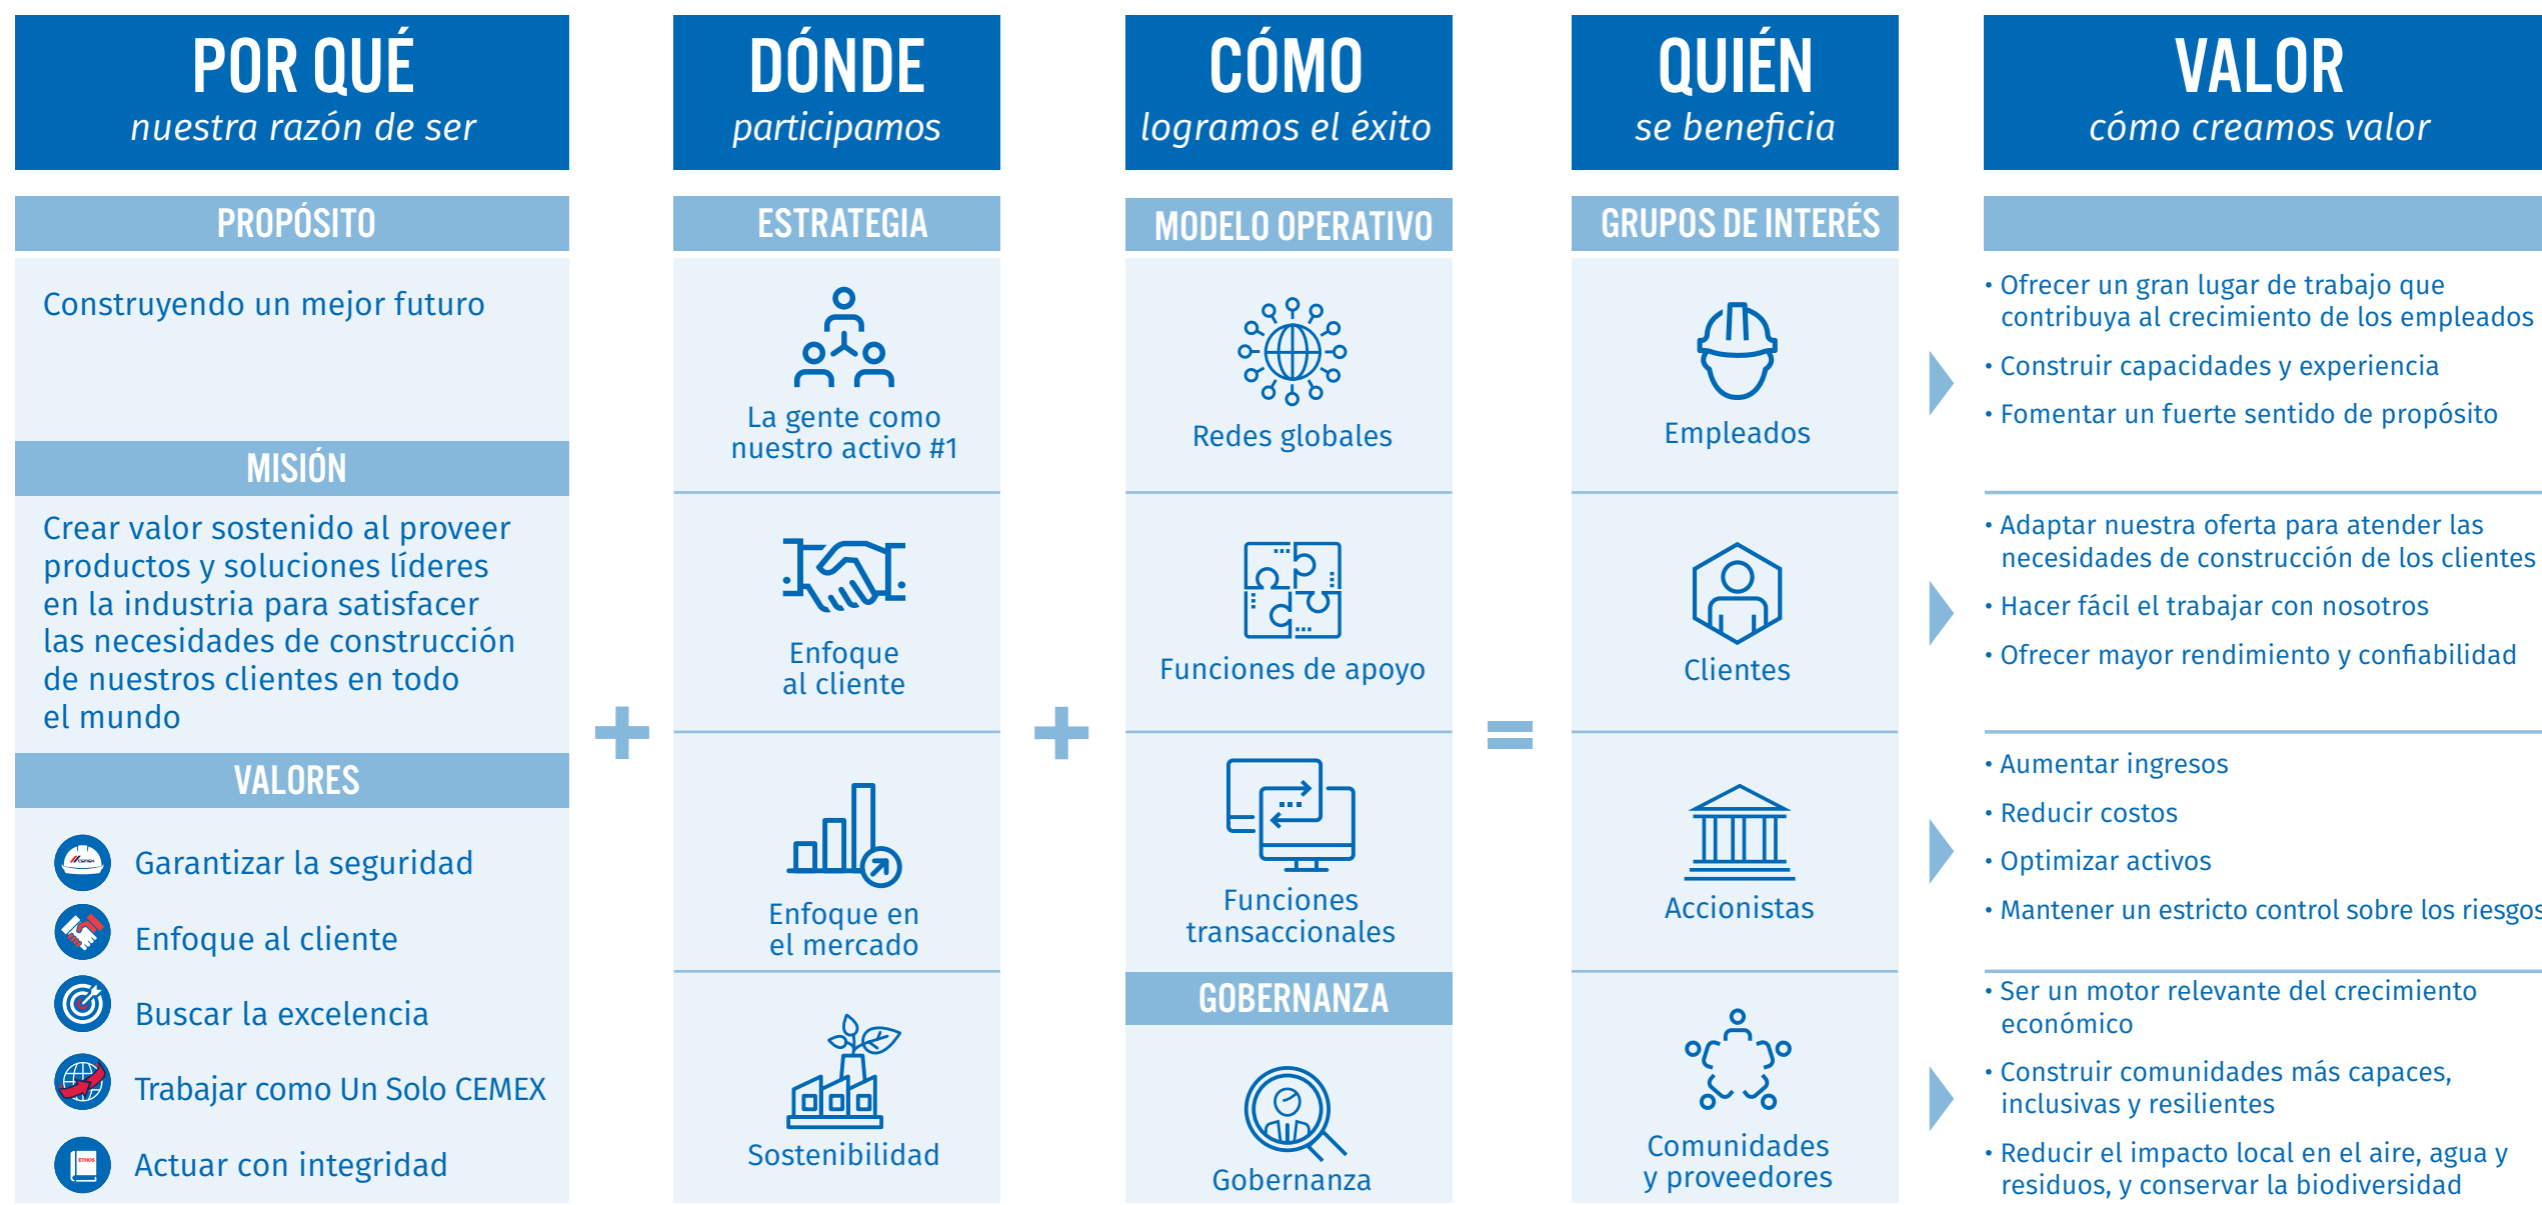 POR QUÉ
nuestra razón de ser
PROPÓSITO
Construyendo un mejor futuro
MISIÓN
Crear valor sostenido al proveer
productos y soluciones líderes
en la industria para satisfacer
las necesidades de construcción
de nuestros clientes en todo
el mundo
VALORES
CEMEX
Garantizar la seguridad
Enfoque al cliente
Buscar la excelencia
Trabajar como Un Solo CEMEX
ETHOS
Actuar con integridad
+
DÓNDE
participamos
ESTRATEGIA
La gente como
nuestro activo #1
Enfoque
al cliente
Enfoque en
el mercado
Sostenibilidad
+
CÓMO
logramos el éxito
MODELO OPERATIVO
Redes globales
Funciones de apoyo
Funciones
transaccionales
GOBERNANZA
Gobernanza
=
QUIÉN
se beneficia
GRUPOS DE INTERÉS
Empleados
Clientes
Accionistas
Comunidades
y proveedores
VALOR
cómo creamos valor
• Ofrecer un gran lugar de trabajo que
contribuya al crecimiento de los empleados
• Construir capacidades y experiencia
• Fomentar un fuerte sentido de propósito
• Adaptar nuestra oferta para atender las
necesidades de construcción de los clientes
• Hacer fácil el trabajar con nosotros
• Ofrecer mayor rendimiento y confiabilidad
• Aumentar ingresos
• Reducir costos
• Optimizar activos
• Mantener un estricto control sobre los riesgos
• Ser un motor relevante del crecimiento
económico
• Construir comunidades más capaces,
inclusivas y resilientes
• Reducir el impacto local en el aire, agua y
residuos, y conservar la biodiversidad